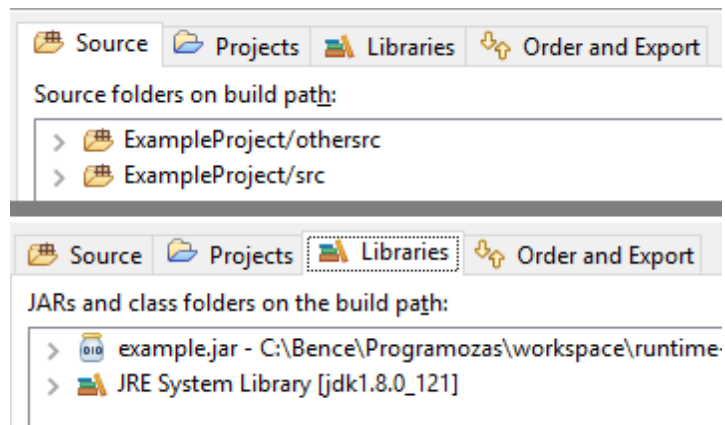 Source Projects Libraries Order and Export
Source folders on build path:
ExampleProject/othersrc
ExampleProject/src
Source Projects Libraries Order and Export
JARs and class folders on the build path:
example.jar - C:\Bence\Programozas\workspace\runtime-
JRE System Library [jdk1.8.0_121]